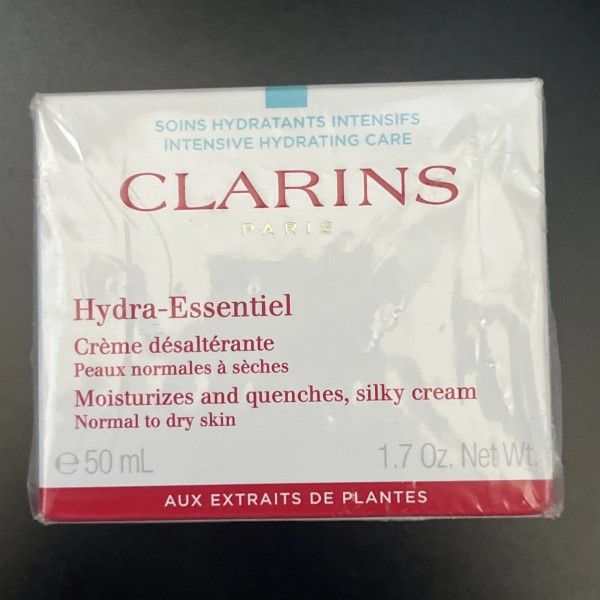 SOINS HYDRATANTS INTENSIFS
INTENSIVE HYDRATING CARE
CLARINS
PARIS
Hydra-Essentiel
Crème désaltérante
Peaux normales à sèches
Moisturizes and quenches, silky cream
Normal to dry skin
℮ 50 mL 1.7 Oz. Net Wt.
AUX EXTRAITS DE PLANTES